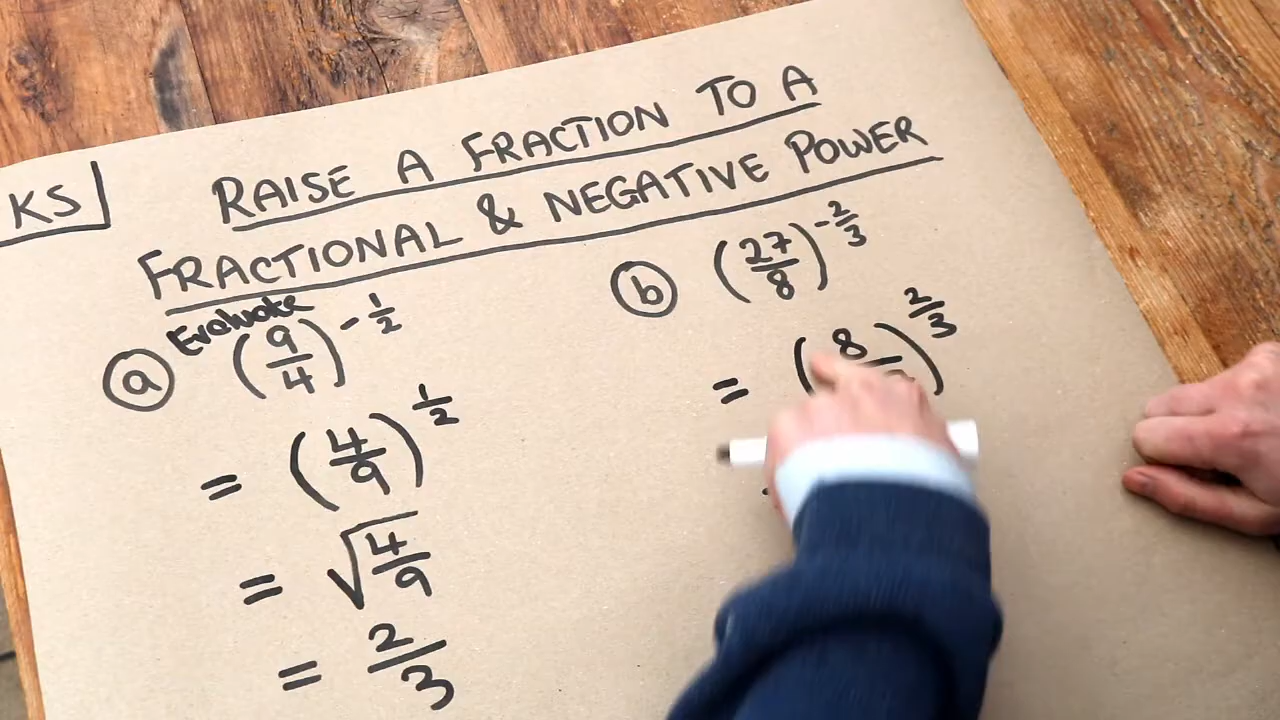 KS
RAISE A FRACTION TO A
FRACTIONAL & NEGATIVE POWER
Evaluate
(a) (9/4)^-1/2
= (4/9)^1/2
= √4/9
= 2/3
(b) (27/8)^-2/3
= (8/ )^2/3